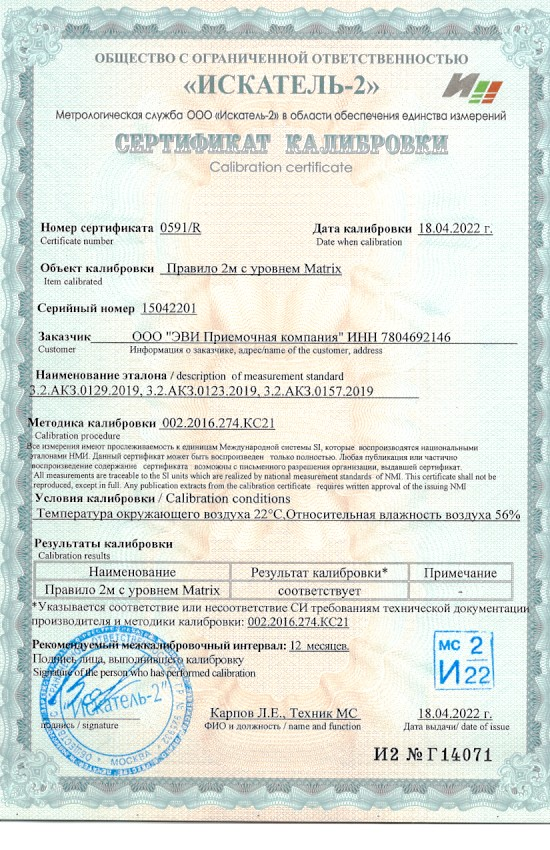 ОБЩЕСТВО С ОГРАНИЧЕННОЙ ОТВЕТСТВЕННОСТЬЮ
«ИСКАТЕЛЬ-2»
Метрологическая служба ООО «Искатель-2» в области обеспечения единства измерений
СЕРТИФИКАТ КАЛИБРОВКИ
Calibration certificate
Номер сертификата 0591/R Дата калибровки 18.04.2022 г.
Certificate number Date when calibration
Объект калибровки Правило 2м с уровнем Matrix
Item calibrated
Серийный номер 15042201
Заказчик ООО "ЭВИ Приемочная компания" ИНН 7804692146
Customer Информация о заказчике, адрес/name of the customer, address
Наименование эталона / description of measurement standard
3.2.АКЗ.0129.2019, 3.2.АКЗ.0123.2019, 3.2.АКЗ.0157.2019
Методика калибровки 002.2016.274.КС21
Calibration procedure
Все измерения имеют прослеживаемость к единицам Международной системы SI, которые воспроизводятся национальными
эталонами НМИ. Данный сертификат может быть воспроизведен только полностью. Любая публикация или частично
воспроизведение содержание сертификата возможны с письменного разрешения организации, выдавшей сертификат.
All measurements are traceable to the SI units which are realized by national measurement standards of NMI. This certificate shall not be
reproduced, except in full. Any publication extracts from the calibration certificate requires written approval of the issuing NMI
Условия калибровки / Calibration conditions
Температура окружающего воздуха 22°С,Относительная влажность воздуха 56%
Результаты калибровки
Calibration results
Наименование Результат калибровки* Примечание
Правило 2м с уровнем Matrix соответствует -
*Указывается соответствие или несоответствие СИ требованиям технической документации
производителя и методики калибровки: 002.2016.274.КС21
Рекомендуемый межкалибровочный интервал: 12 месяцев.
Подпись лица, выполнившего калибровку
Signature of the person who has performed calibration
МС 2
И 22
"Искатель-2"
МОСКВА
Карпов Л.Е., Техник МС 18.04.2022 г.
подпись / signature ФИО и должность / name and function Дата выдачи/ date of issue
И2 № Г14071